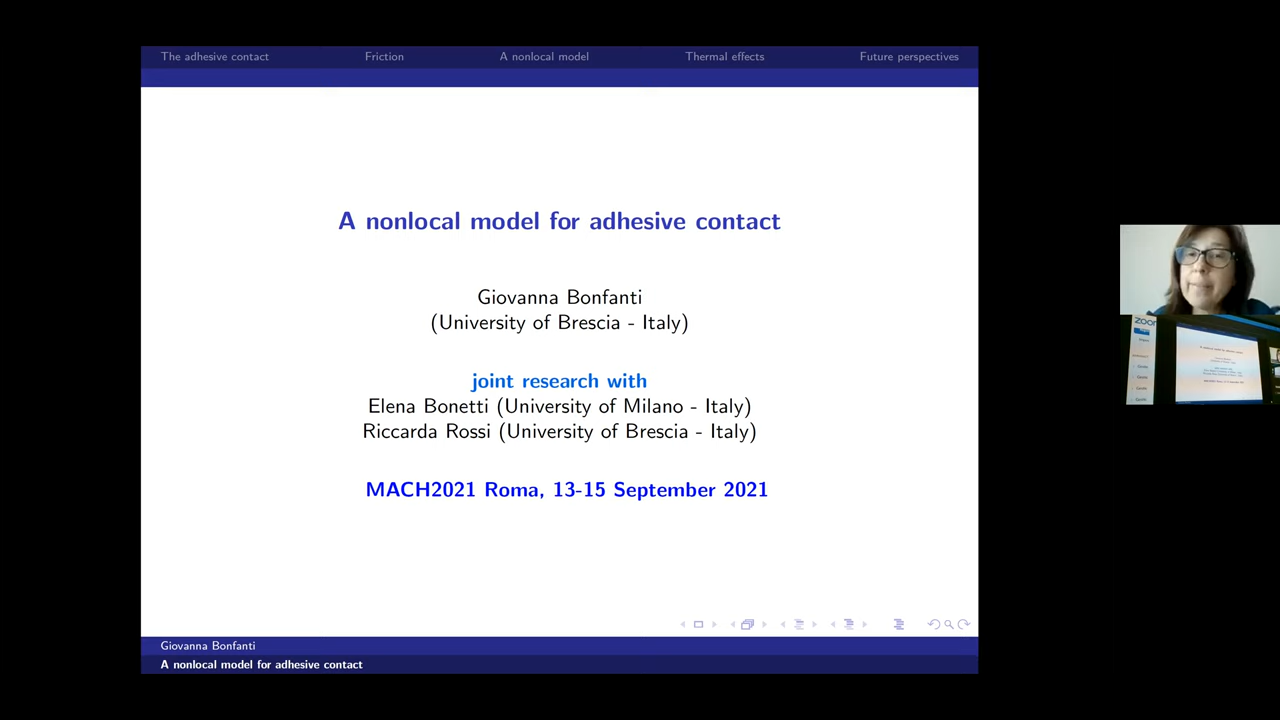 The adhesive contact Friction A nonlocal model Thermal effects Future perspectives
A nonlocal model for adhesive contact
Giovanna Bonfanti
(University of Brescia - Italy)
joint research with
Elena Bonetti (University of Milano - Italy)
Riccarda Rossi (University of Brescia - Italy)
MACH2021 Roma, 13-15 September 2021
Giovanna Bonfanti
A nonlocal model for adhesive contact
zoom